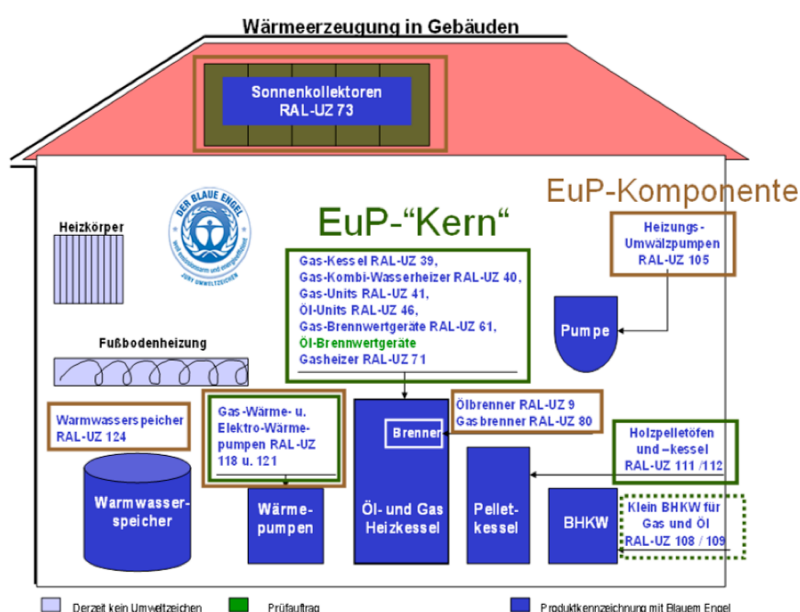 Wärmeerzeugung in Gebäuden
Sonnenkollektoren
RAL-UZ 73
EuP-Komponente
DER BLAUE ENGEL
JURY UMWELTZEICHEN
EuP-“Kern“
Heizkörper
Heizungs-
Umwälzpumpen
RAL-UZ 105
Gas-Kessel RAL-UZ 39,
Gas-Kombi-Wasserheizer RAL-UZ 40,
Gas-Units RAL-UZ 41,
Öl-Units RAL-UZ 46,
Gas-Brennwertgeräte RAL-UZ 61,
Öl-Brennwertgeräte
Gasheizer RAL-UZ 71
Pumpe
Fußbodenheizung
Warmwasserspeicher
RAL-UZ 124
Gas-Wärme- u.
Elektro-Wärme-
pumpen RAL-UZ
118 u. 121
Ölbrenner RAL-UZ 9
Gasbrenner RAL-UZ 80
Brenner
Holzpelletöfen
und –kessel
RAL-UZ 111 /112
Warmwasser-
speicher
Wärme-
pumpen
Öl- und Gas
Heizkessel
Pellet-
kessel
BHKW
Klein BHKW für
Gas und Öl
RAL-UZ 108 / 109
Derzeit kein Umweltzeichen
Prüfauftrag
Produktkennzeichnung mit Blauem Engel